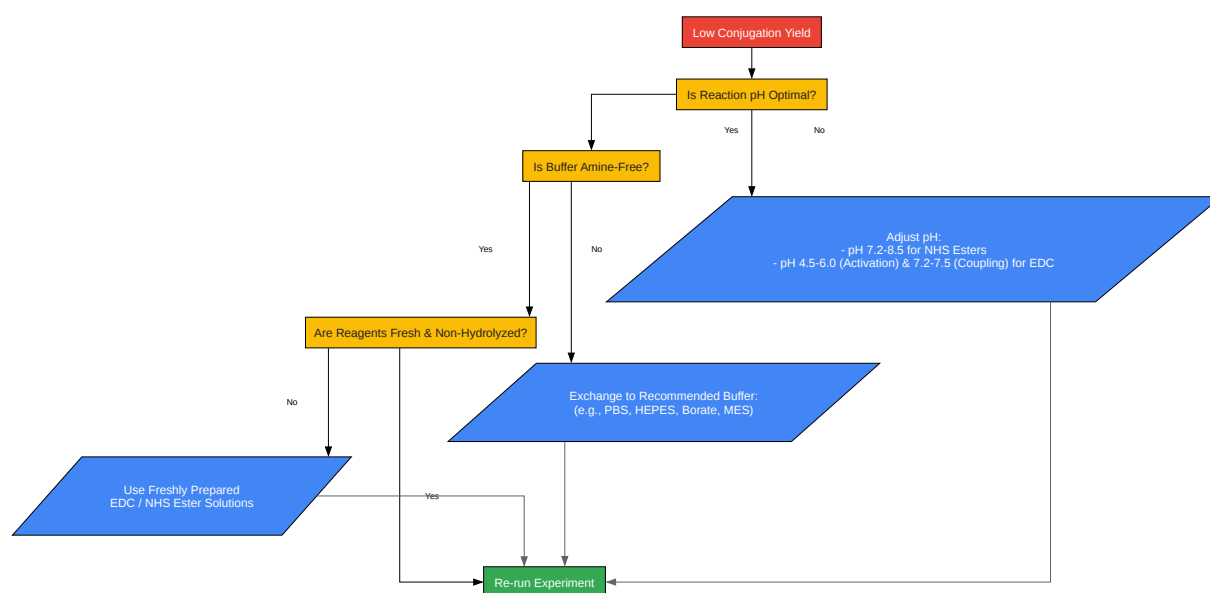 Low Conjugation Yield
Is Reaction pH Optimal?
Yes
No
Is Buffer Amine-Free?
Adjust pH:
- pH 7.2-8.5 for NHS Esters
- pH 4.5-6.0 (Activation) & 7.2-7.5 (Coupling) for EDC
Yes
No
Are Reagents Fresh & Non-Hydrolyzed?
Exchange to Recommended Buffer:
(e.g., PBS, HEPES, Borate, MES)
No
Use Freshly Prepared
EDC / NHS Ester Solutions
Yes
Re-run Experiment